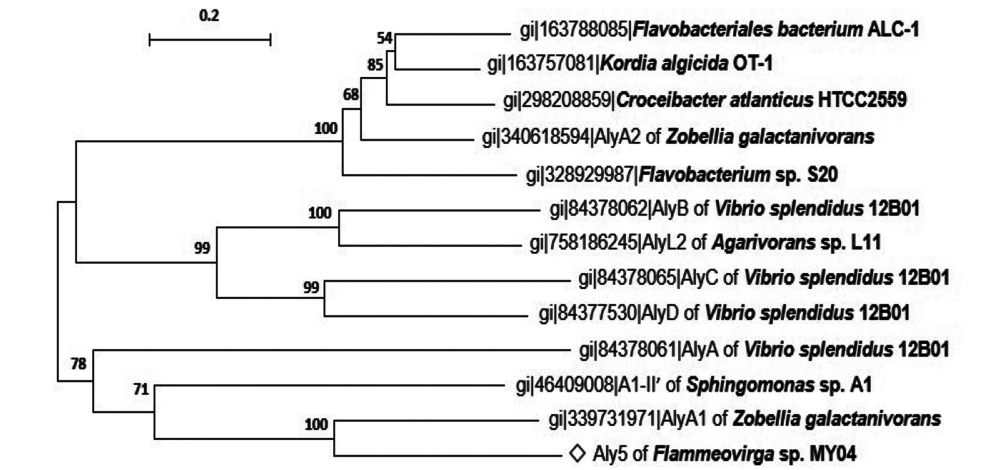 0.2
54
gi|163788085|Flavobacteriales bacterium ALC-1
gi|163757081|Kordia algicida OT-1
85
gi|298208859|Croceibacter atlanticus HTCC2559
68
gi|340618594|AlyA2 of Zobellia galactanivorans
100
gi|328929987|Flavobacterium sp. S20
100
gi|84378062|AlyB of Vibrio splendidus 12B01
gi|758186245|AlyL2 of Agarivorans sp. L11
99
gi|84378065|AlyC of Vibrio splendidus 12B01
99
gi|84377530|AlyD of Vibrio splendidus 12B01
gi|84378061|AlyA of Vibrio splendidus 12B01
78
gi|46409008|A1-II′ of Sphingomonas sp. A1
71
gi|339731971|AlyA1 of Zobellia galactanivorans
100
◇ Aly5 of Flammeovirga sp. MY04